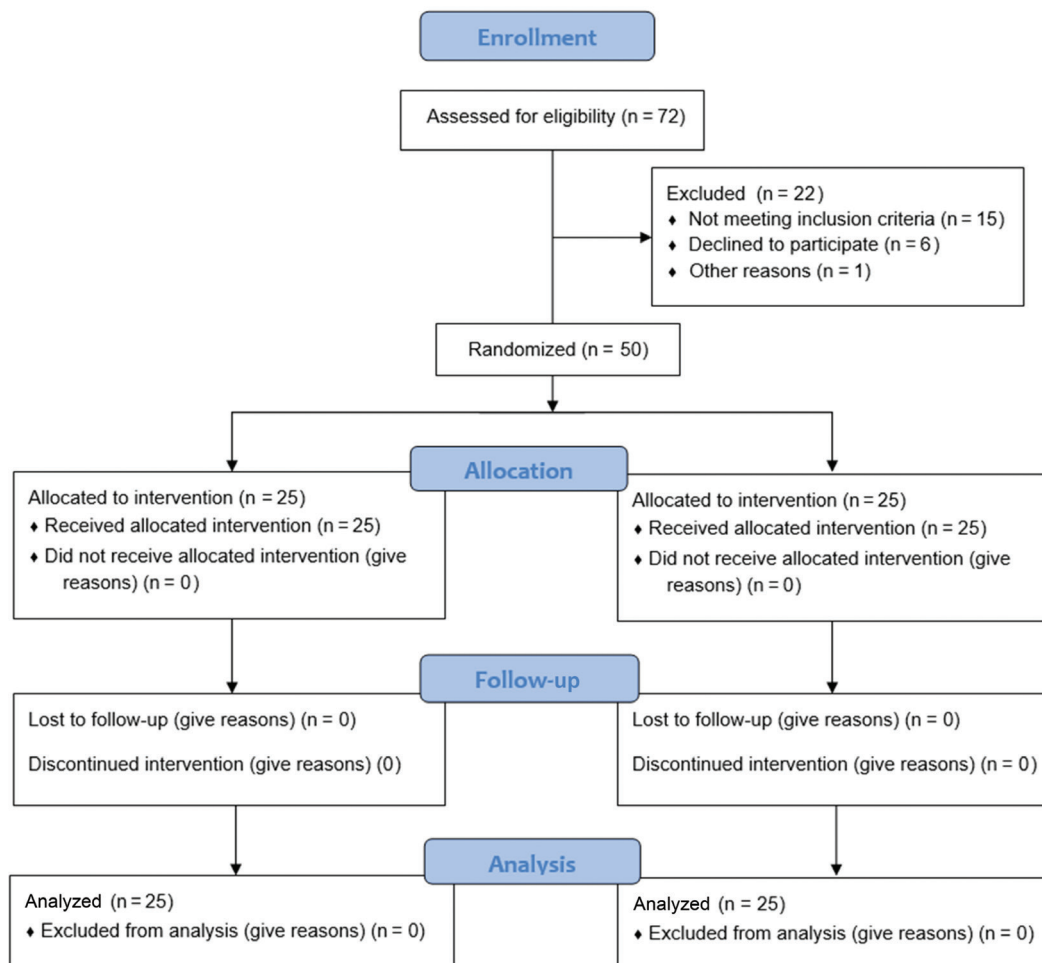 Enrollment
Assessed for eligibility (n = 72)
Excluded (n = 22)
♦ Not meeting inclusion criteria (n = 15)
♦ Declined to participate (n = 6)
♦ Other reasons (n = 1)
Randomized (n = 50)
Allocation
Allocated to intervention (n = 25)
♦ Received allocated intervention (n = 25)
♦ Did not receive allocated intervention (give
reasons) (n = 0)
Allocated to intervention (n = 25)
♦ Received allocated intervention (n = 25)
♦ Did not receive allocated intervention (give
reasons) (n = 0)
Follow-up
Lost to follow-up (give reasons) (n = 0)
Discontinued intervention (give reasons) (0)
Lost to follow-up (give reasons) (n = 0)
Discontinued intervention (give reasons) (n = 0)
Analysis
Analyzed (n = 25)
♦ Excluded from analysis (give reasons) (n = 0)
Analyzed (n = 25)
♦ Excluded from analysis (give reasons) (n = 0)